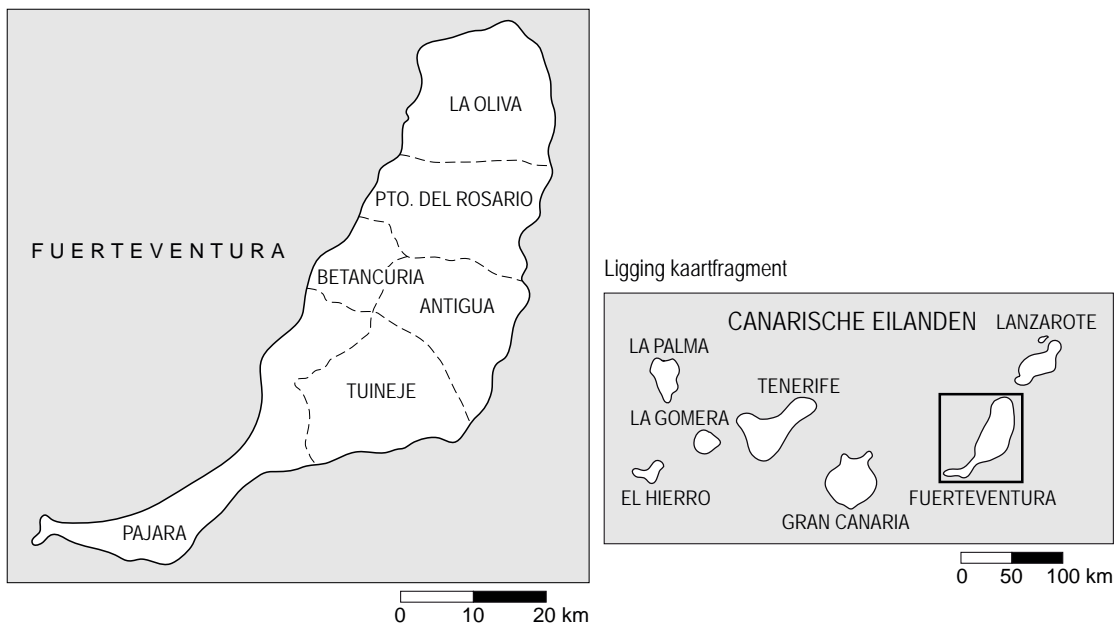 LA OLIVA
PTO. DEL ROSARIO
FUERTEVENTURA
BETANCURIA
ANTIGUA
TUINEJE
PAJARA
0 10 20 km
Ligging kaartfragment
CANARISCHE EILANDEN
LANZAROTE
LA PALMA
TENERIFE
LA GOMERA
EL HIERRO
FUERTEVENTURA
GRAN CANARIA
0 50 100 km